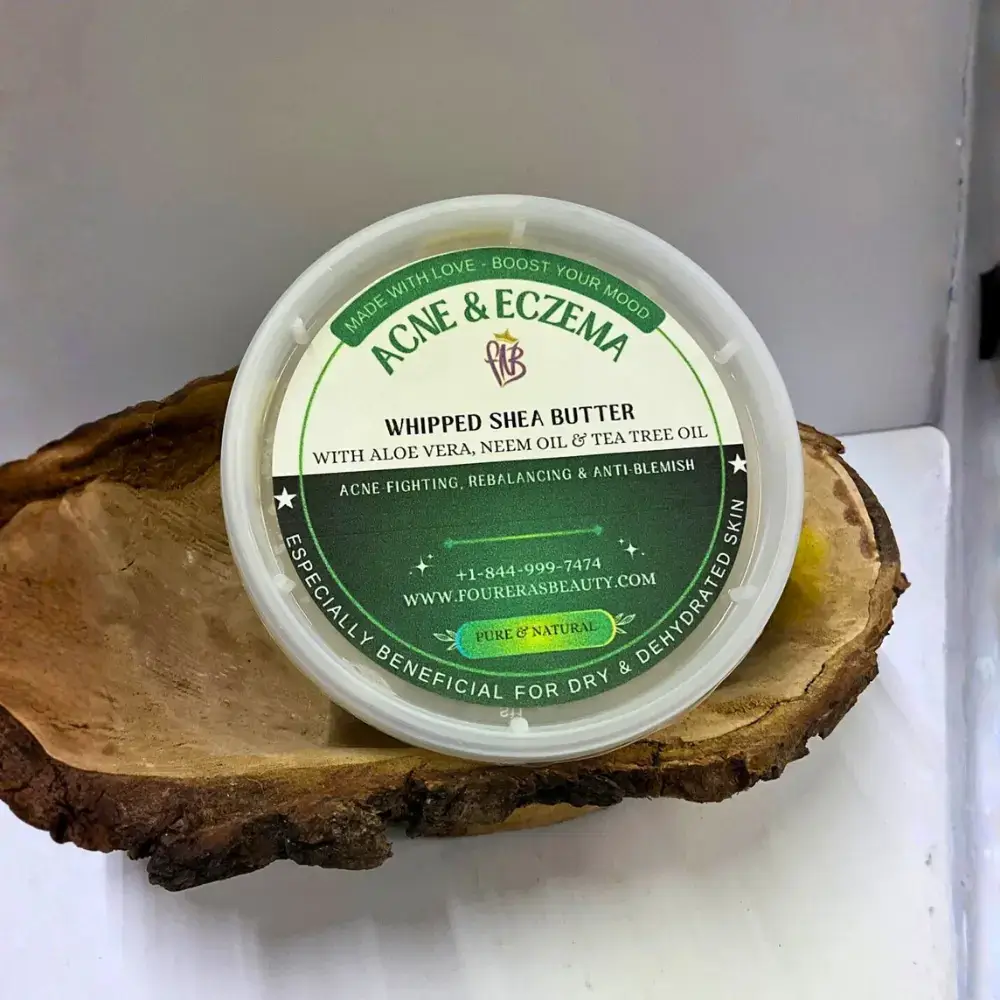 MADE WITH LOVE - BOOST YOUR MOOD
ACNE & ECZEMA
FNB
WHIPPED SHEA BUTTER
WITH ALOE VERA, NEEM OIL & TEA TREE OIL
ACNE-FIGHTING, REBALANCING & ANTI-BLEMISH
+1-844-999-7474
WWW.FOURERASBEAUTY.COM
PURE & NATURAL
ESPECIALLY BENEFICIAL FOR DRY & DEHYDRATED SKIN